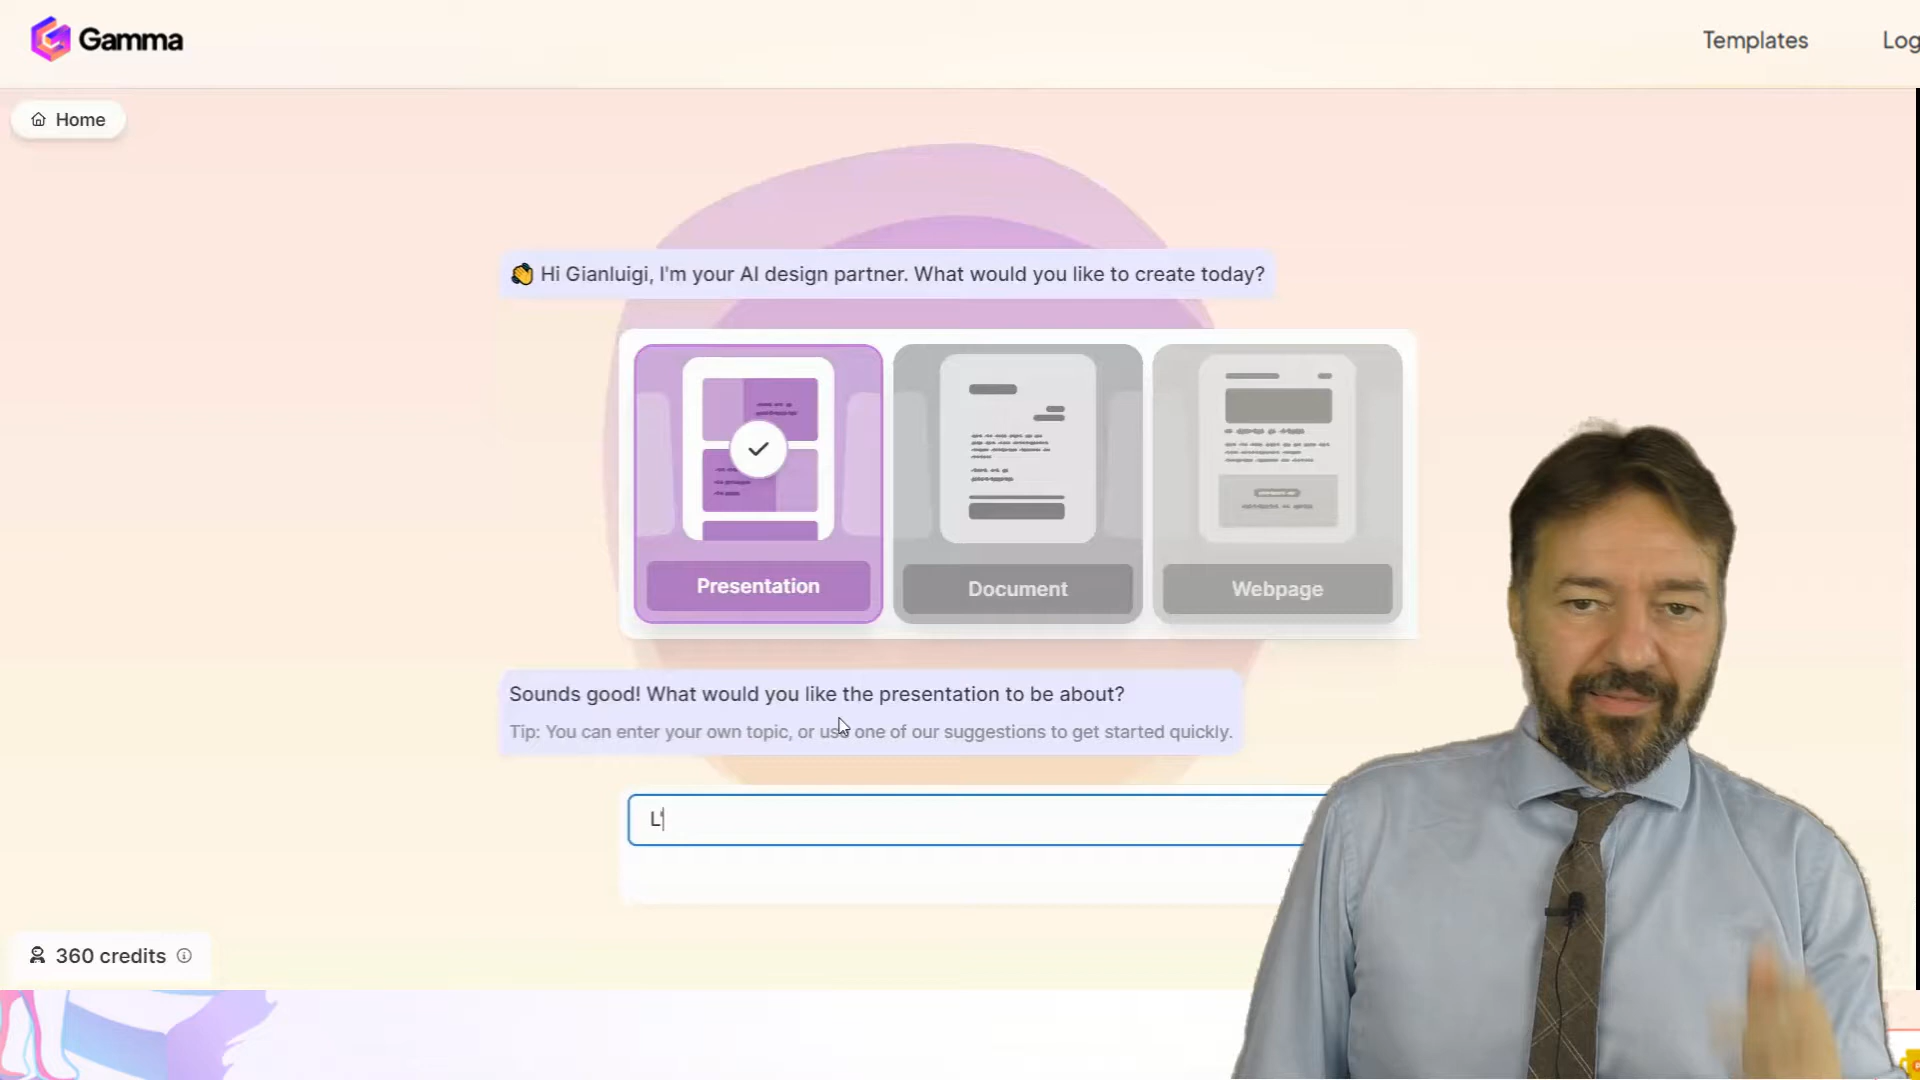 Gamma
Templates
Log
Home
Hi Gianluigi, I'm your AI design partner. What would you like to create today?
Presentation
Document
Webpage
Sounds good! What would you like the presentation to be about?
Tip: You can enter your own topic, or use one of our suggestions to get started quickly.
L'
360 credits